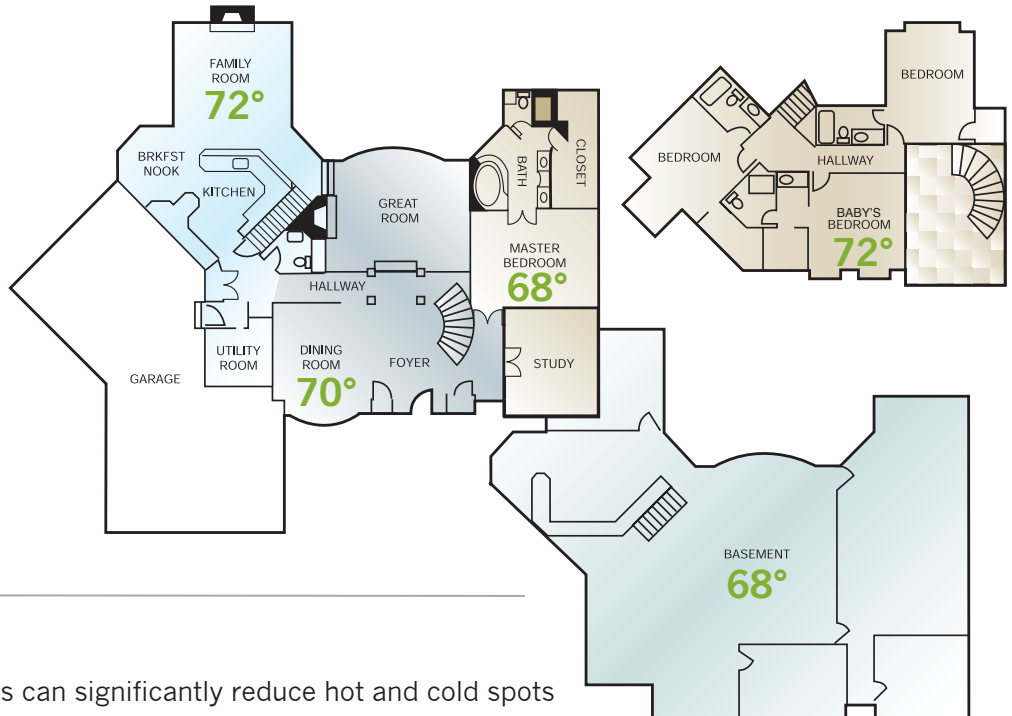 FAMILY
ROOM
72°
BRKFST
NOOK
KITCHEN
GREAT
ROOM
BATH
CLOSET
MASTER
BEDROOM
68°
HALLWAY
UTILITY
ROOM
DINING
ROOM
70°
FOYER
STUDY
GARAGE
BEDROOM
BEDROOM
HALLWAY
BABY'S
BEDROOM
72°
BASEMENT
68°
s can significantly reduce hot and cold spots